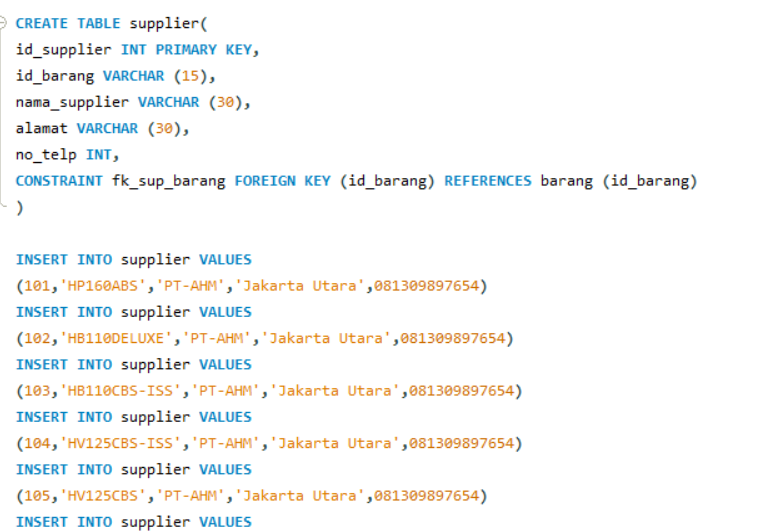 CREATE TABLE supplier(
id_supplier INT PRIMARY KEY,
id_barang VARCHAR (15),
nama_supplier VARCHAR (30),
alamat VARCHAR (30),
no_telp INT,
CONSTRAINT fk_sup_barang FOREIGN KEY (id_barang) REFERENCES barang (id_barang)
)
INSERT INTO supplier VALUES
(101,'HP160ABS','PT-AHM','Jakarta Utara',081309897654)
INSERT INTO supplier VALUES
(102,'HB110DELUXE','PT-AHM','Jakarta Utara',081309897654)
INSERT INTO supplier VALUES
(103,'HB110CBS-ISS','PT-AHM','Jakarta Utara',081309897654)
INSERT INTO supplier VALUES
(104,'HV125CBS-ISS','PT-AHM','Jakarta Utara',081309897654)
INSERT INTO supplier VALUES
(105,'HV125CBS','PT-AHM','Jakarta Utara',081309897654)
INSERT INTO supplier VALUES